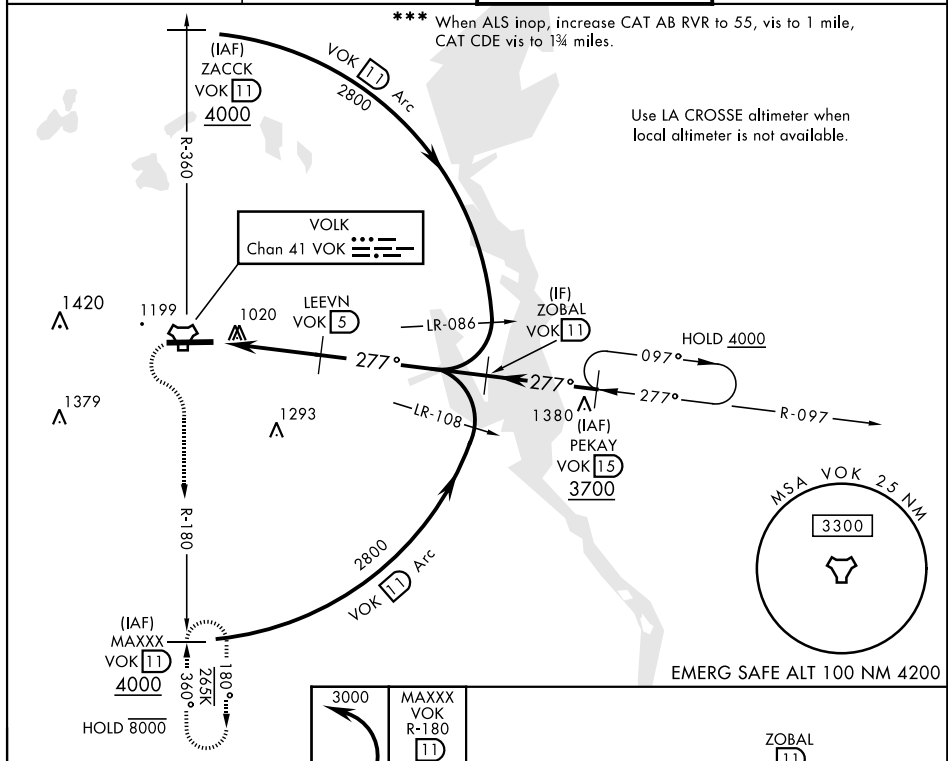 *** When ALS inop, increase CAT AB RVR to 55, vis to 1 mile,
CAT CDE vis to 1¾ miles.
(IAF)
ZACCK
VOK 11
4000
VOK 11 Arc
2800
Use LA CROSSE altimeter when
local altimeter is not available.
R-360
VOLK
Chan 41 VOK
1420
1199
1020
LEEVN
VOK 5
LR-086
(IF)
ZOBAL
VOK 11
HOLD 4000
097°
277°
277°
277°
R-097
1379
1293
LR-108
1380
(IAF)
PEKAY
VOK 15
3700
MSA VOK 25 NM
3300
R-180
2800
VOK 11 Arc
(IAF)
MAXXX
VOK 11
4000
360°
265K
180°
HOLD 8000
EMERG SAFE ALT 100 NM 4200
3000
MAXXX
VOK
R-180
11
ZOBAL
11